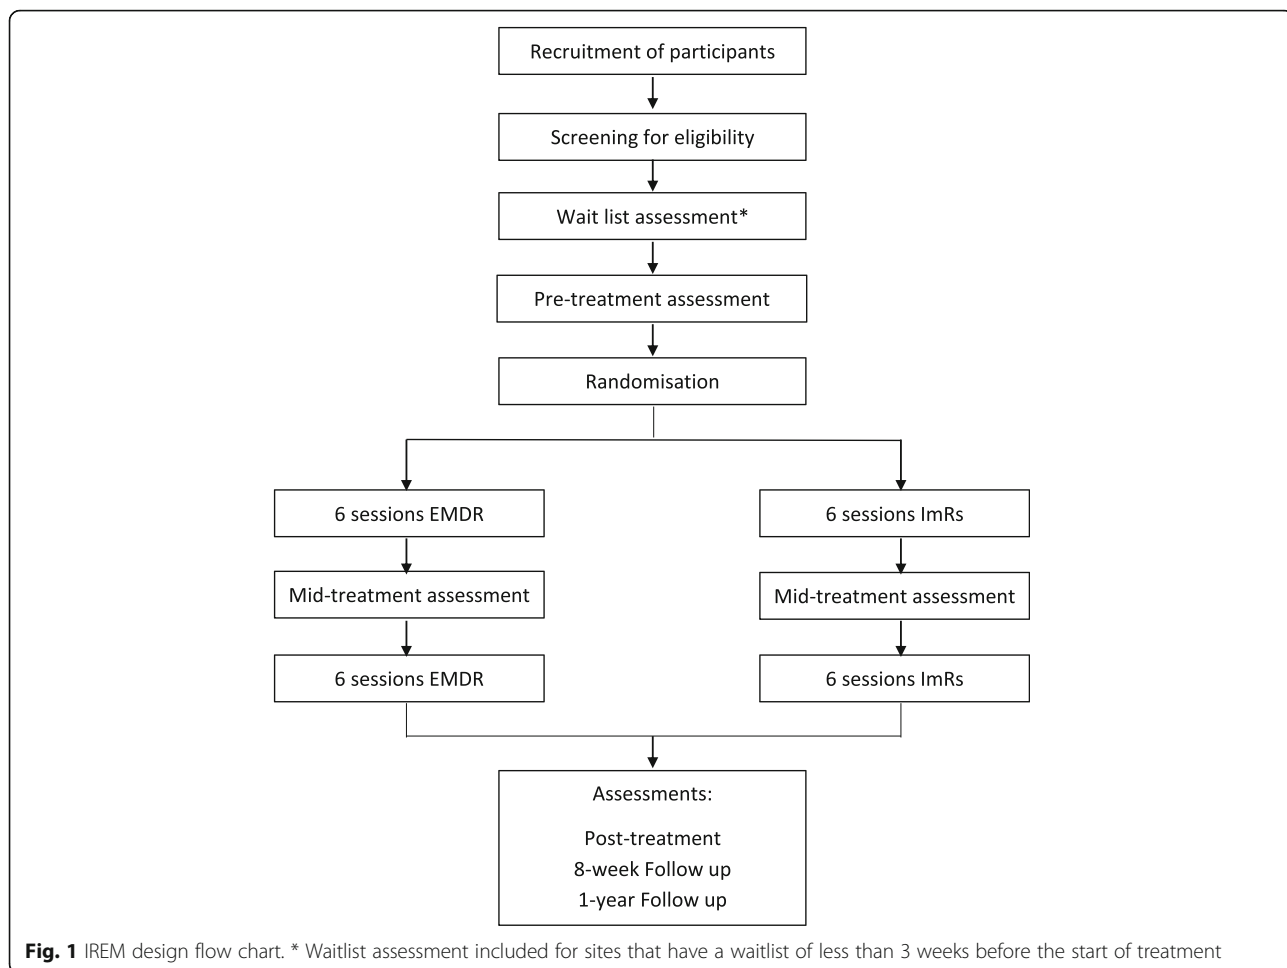 Recruitment of participants
Screening for eligibility
Wait list assessment*
Pre-treatment assessment
Randomisation
6 sessions EMDR
6 sessions ImRs
Mid-treatment assessment
Mid-treatment assessment
6 sessions EMDR
6 sessions ImRs
Assessments:
Post-treatment
8-week Follow up
1-year Follow up
Fig. 1 IREM design flow chart. * Waitlist assessment included for sites that have a waitlist of less than 3 weeks before the start of treatment